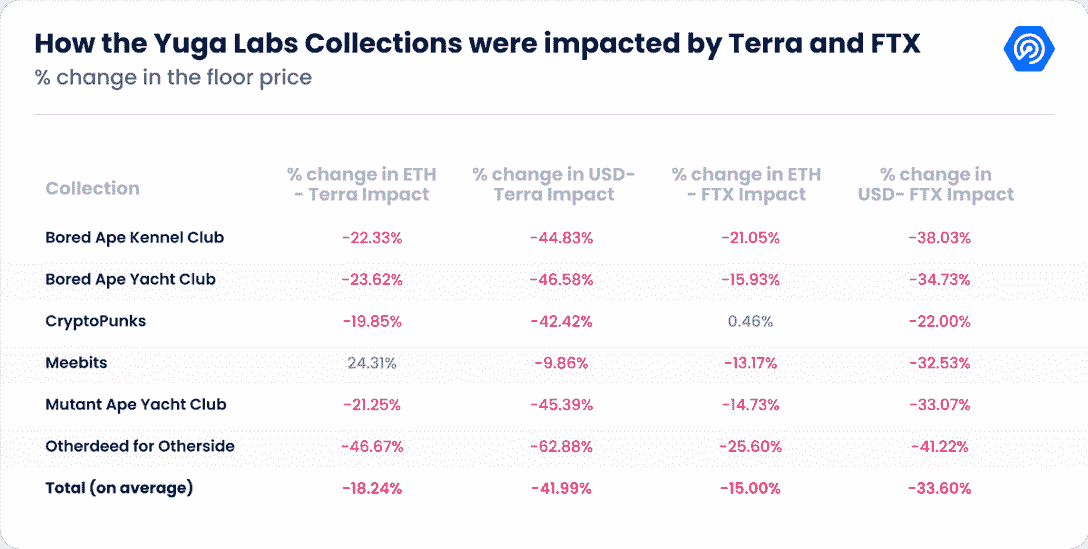 How the Yuga Labs Collections were impacted by Terra and FTX
% change in the floor price
Collection % change in ETH - Terra Impact % change in USD- Terra Impact % change in ETH - FTX Impact % change in USD- FTX Impact
Bored Ape Kennel Club -22.33% -44.83% -21.05% -38.03%
Bored Ape Yacht Club -23.62% -46.58% -15.93% -34.73%
CryptoPunks -19.85% -42.42% 0.46% -22.00%
Meebits 24.31% -9.86% -13.17% -32.53%
Mutant Ape Yacht Club -21.25% -45.39% -14.73% -33.07%
Otherdeed for Otherside -46.67% -62.88% -25.60% -41.22%
Total (on average) -18.24% -41.99% -15.00% -33.60%